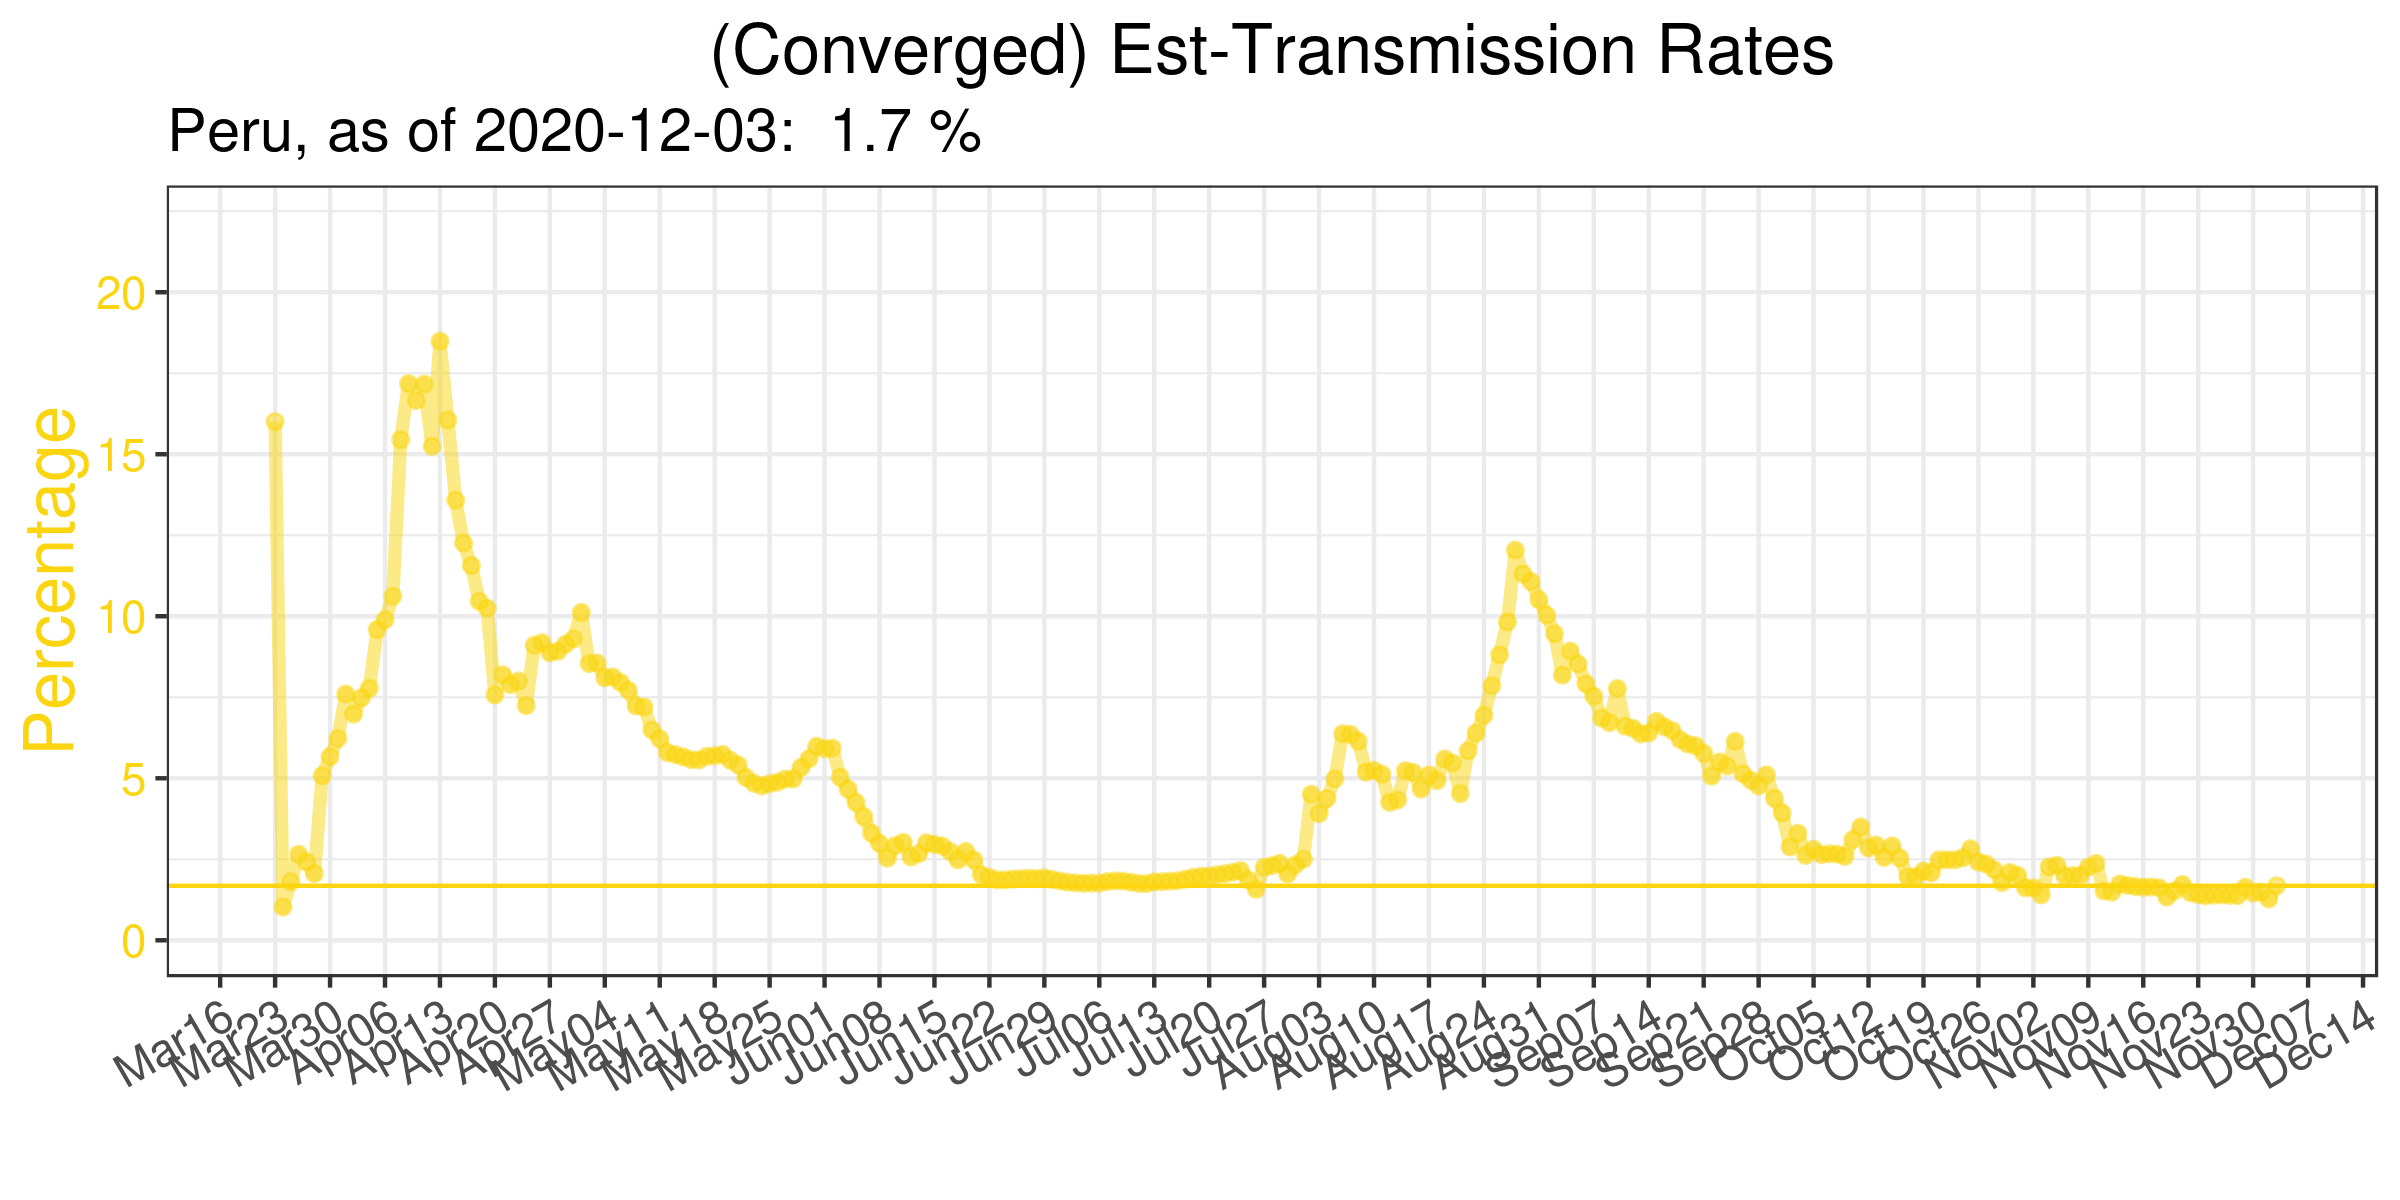 (Converged) Est-Transmission Rates
Peru, as of 2020-12-03:  1.7 %
Percentage
20
15
10
5
0
Mar16
Mar23
Mar30
Apr06
Apr13
Apr20
Apr27
May04
May11
May18
May25
Jun01
Jun08
Jun15
Jun22
Jun29
Jul06
Jul13
Jul20
Jul27
Aug03
Aug10
Aug17
Aug24
Aug31
Sep07
Sep14
Sep21
Sep28
Oct05
Oct12
Oct19
Oct26
Nov02
Nov09
Nov16
Nov23
Nov30
Dec07
Dec14